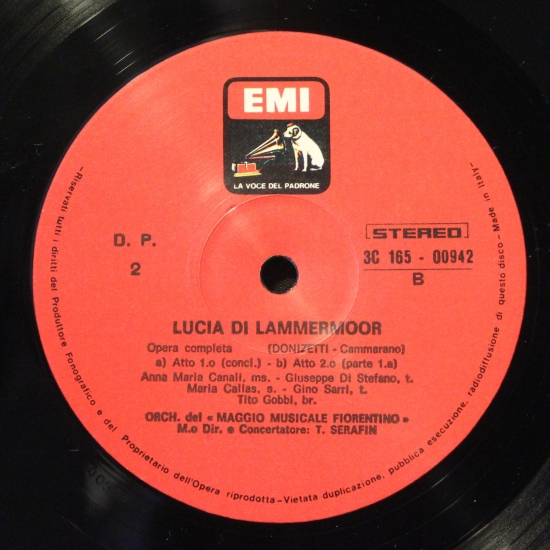 EMI
LA VOCE DEL PADRONE
D. P.
2
STEREO
3C 165 - 00942
B
LUCIA DI LAMMERMOOR
Opera completa (DONIZETTI - Cammarano)
a) Atto 1.o (concl.) - b) Atto 2.o (parte 1.a)
Anna Maria Canali, ms. - Giuseppe Di Stefano, t.
Maria Callas, s. - Gino Sarri, t.
Tito Gobbi, br.
ORCH. del « MAGGIO MUSICALE FIORENTINO »
M.o Dir. e Concertatore: T. SERAFIN
-Riservati tutti i diritti del Produttore Fonografico e del Proprietario dell'Opera riprodotta-Vietata duplicazione, pubblica esecuzione, radiodiffusione di questo disco - Made in Italy-